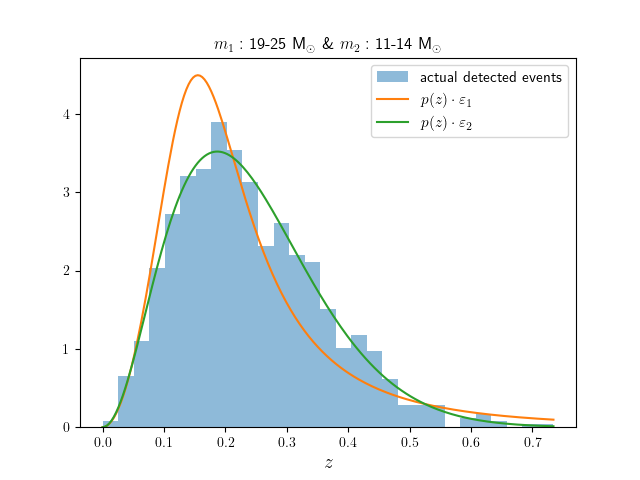 m₁ : 19-25 M⊙ & m₂ : 11-14 M⊙
actual detected events
p(z) · ε₁
p(z) · ε₂
4
3
2
1
0
0.0 0.1 0.2 0.3 0.4 0.5 0.6 0.7
z